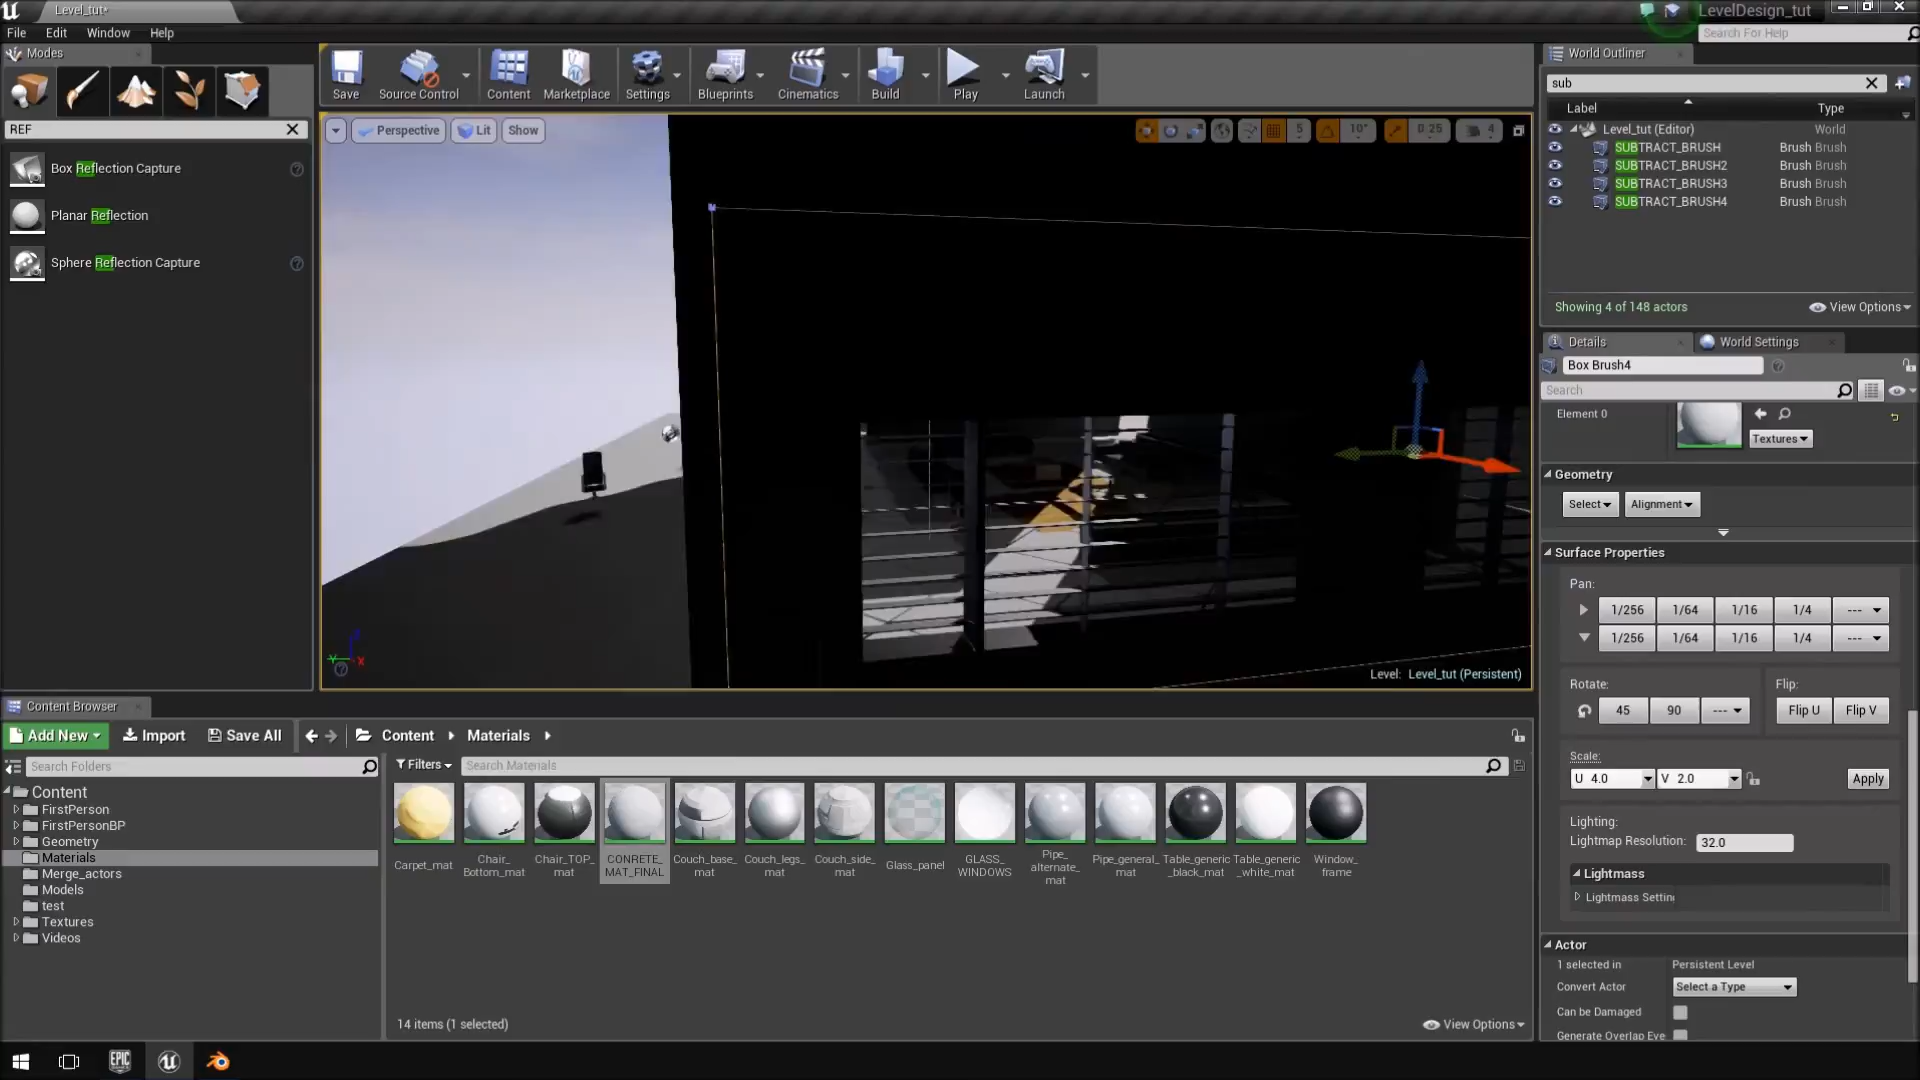 Level_tut*
LevelDesign_tut
File Edit Window Help
Search For Help
Modes
REF
Box Reflection Capture
Planar Reflection
Sphere Reflection Capture
Save
Source Control
Content
Marketplace
Settings
Blueprints
Cinematics
Build
Play
Launch
Perspective Lit Show
5 10° 0.25 4
Level: Level_tut (Persistent)
World Outliner
sub
Label Type
Level_tut (Editor) World
SUBTRACT_BRUSH Brush Brush
SUBTRACT_BRUSH2 Brush Brush
SUBTRACT_BRUSH3 Brush Brush
SUBTRACT_BRUSH4 Brush Brush
Showing 4 of 148 actors View Options
Details World Settings
Box Brush4
Search
Element 0
Textures
Geometry
Select Alignment
Surface Properties
Pan:
1/256 1/64 1/16 1/4 ---
1/256 1/64 1/16 1/4 ---
Rotate: Flip:
45 90 --- Flip U Flip V
Scale:
U 4.0 V 2.0 Apply
Lighting:
Lightmap Resolution: 32.0
Lightmass
Lightmass Settin
Actor
1 selected in Persistent Level
Convert Actor Select a Type
Can be Damaged
Generate Overlap Eve
Content Browser
Add New Import Save All Content Materials
Search Folders
Filters Search Materials
Content
FirstPerson
FirstPersonBP
Geometry
Materials
Merge_actors
Models
test
Textures
Videos
Carpet_mat
Chair_
Bottom_mat
Chair_TOP_
mat
CONRETE_
MAT_FINAL
Couch_base_
mat
Couch_legs_
mat
Couch_side_
mat
Glass_panel
GLASS_
WINDOWS
Pipe_
alternate_
mat
Pipe_general_
mat
Table_generic
_black_mat
Table_generic
_white_mat
Window_
frame
14 items (1 selected) View Options
EPIC